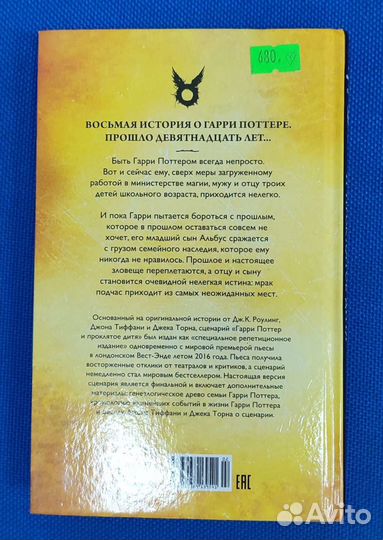 680.
ВОСЬМАЯ ИСТОРИЯ О ГАРРИ ПОТТЕРЕ.
ПРОШЛО ДЕВЯТНАДЦАТЬ ЛЕТ...
Быть Гарри Поттером всегда непросто.
Вот и сейчас ему, сверх меры загруженному
работой в министерстве магии, мужу и отцу троих
детей школьного возраста, приходится нелегко.
И пока Гарри пытается бороться с прошлым,
которое в прошлом оставаться совсем не
хочет, его младший сын Альбус сражается
с грузом семейного наследия, которое ему
никогда не нравилось. Прошлое и настоящее
зловеще переплетаются, а отцу и сыну
становится очевидной нелегкая истина: мрак
подчас приходит из самых неожиданных мест.
Основанный на оригинальной истории от Дж.К. Роулинг,
Джона Тиффани и Джека Торна, сценарий «Гарри Поттер
и проклятое дитя» был издан как «специальное репетиционное
издание» одновременно с мировой премьерой пьесы
в лондонском Вест-Энде летом 2016 года. Пьеса получила
восторженные отклики от театралов и критиков, а сценарий
немедленно стал мировым бестселлером. Настоящая версия
сценария является финальной и включает дополнительные
материалы: генеалогическое древо семьи Гарри Поттера,
хронологию важнейших событий в жизни Гарри Поттера
и Джона Тиффани и Джека Торна о сценарии.
EAC
Avito